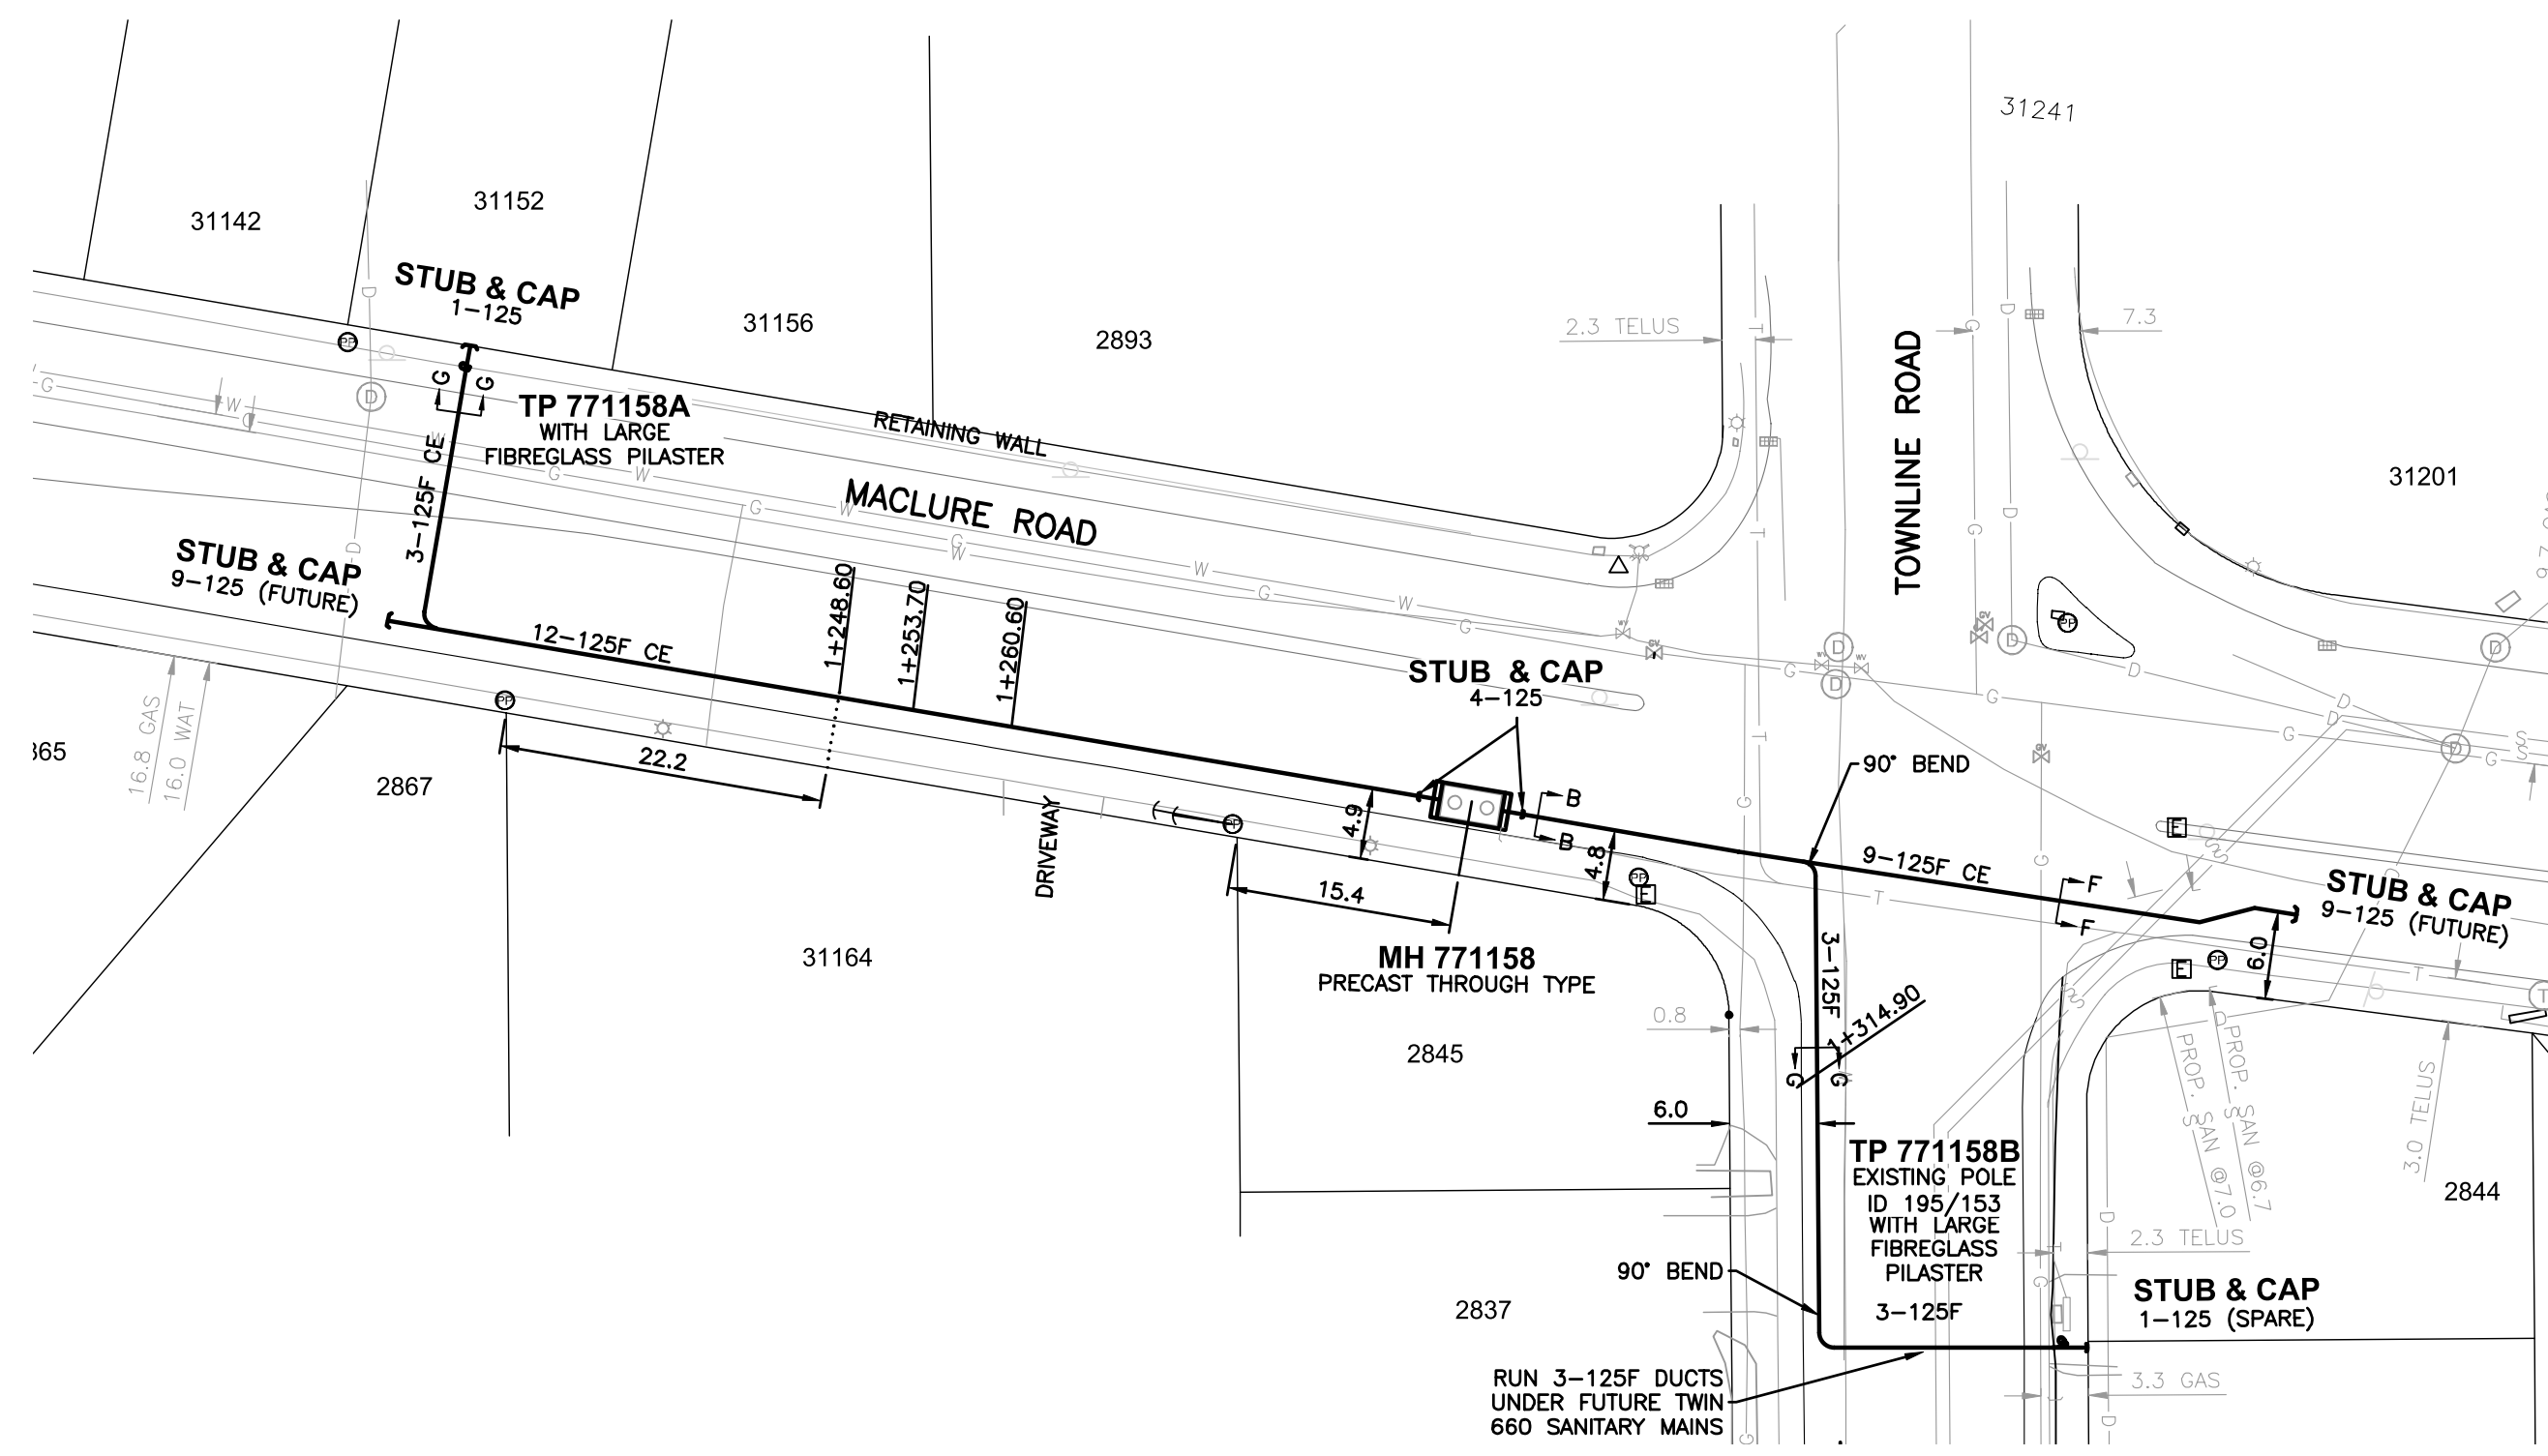 31142
31152
31156
2893
31241
31201
STUB & CAP
1-125
2.3 TELUS
7.3
TOWNLINE ROAD
PP
D
G
G
TP 771158A
WITH LARGE
FIBREGLASS PILASTER
3-125F CE
RETAINING WALL
MACLURE ROAD
STUB & CAP
9-125 (FUTURE)
12-125F CE
1+248.60
1+253.70
1+260.60
16.8 GAS
16.0 WAT
2867
PP
22.2
DRIVEWAY
PP
STUB & CAP
4-125
4.9
15.4
B
B
4.8
PP
E
90° BEND
9-125F CE
F
F
E
STUB & CAP
9-125 (FUTURE)
6.0
E
PP
31164
MH 771158
PRECAST THROUGH TYPE
2845
0.8
3-125F
1+314.90
G
G
6.0
TP 771158B
EXISTING POLE
ID 195/153
WITH LARGE
FIBREGLASS
PILASTER
3-125F
PROP. SAN @7.0
PROP. SAN @6.7
3.0 TELUS
2844
2.3 TELUS
90° BEND
2837
STUB & CAP
1-125 (SPARE)
RUN 3-125F DUCTS
UNDER FUTURE TWIN
660 SANITARY MAINS
3.3 GAS